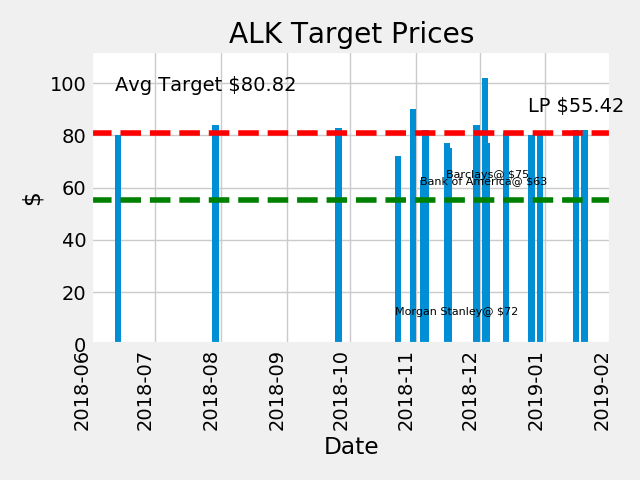 ALK Target Prices
Avg Target $80.82
LP $55.42
100
80
60
40
20
0
$
Barclays@ $75
Bank of America@ $63
Morgan Stanley@ $72
2018-06
2018-07
2018-08
2018-09
2018-10
2018-11
2018-12
2019-01
2019-02
Date